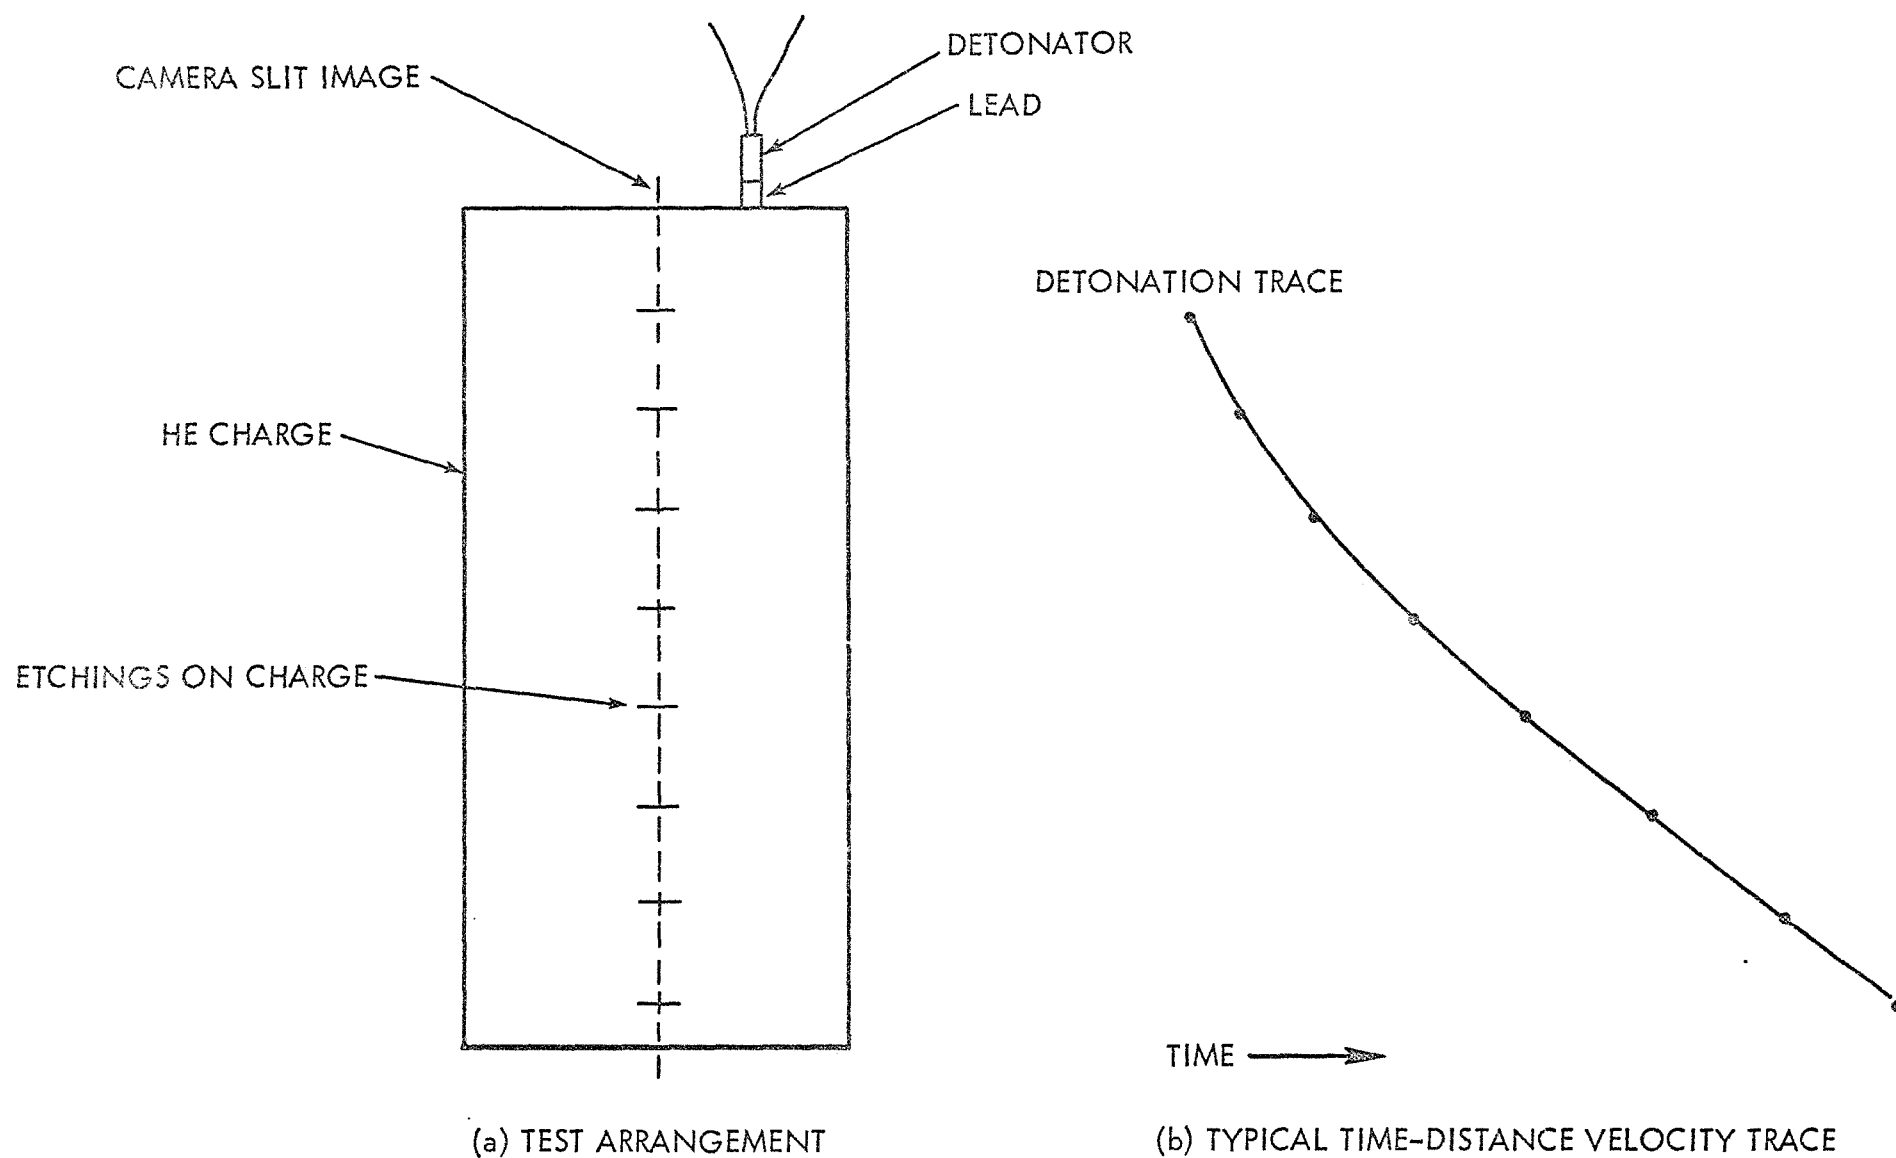 DETONATOR
CAMERA SLIT IMAGE
LEAD
DETONATION TRACE
HE CHARGE
ETCHINGS ON CHARGE
TIME
(a) TEST ARRANGEMENT
(b) TYPICAL TIME-DISTANCE VELOCITY TRACE